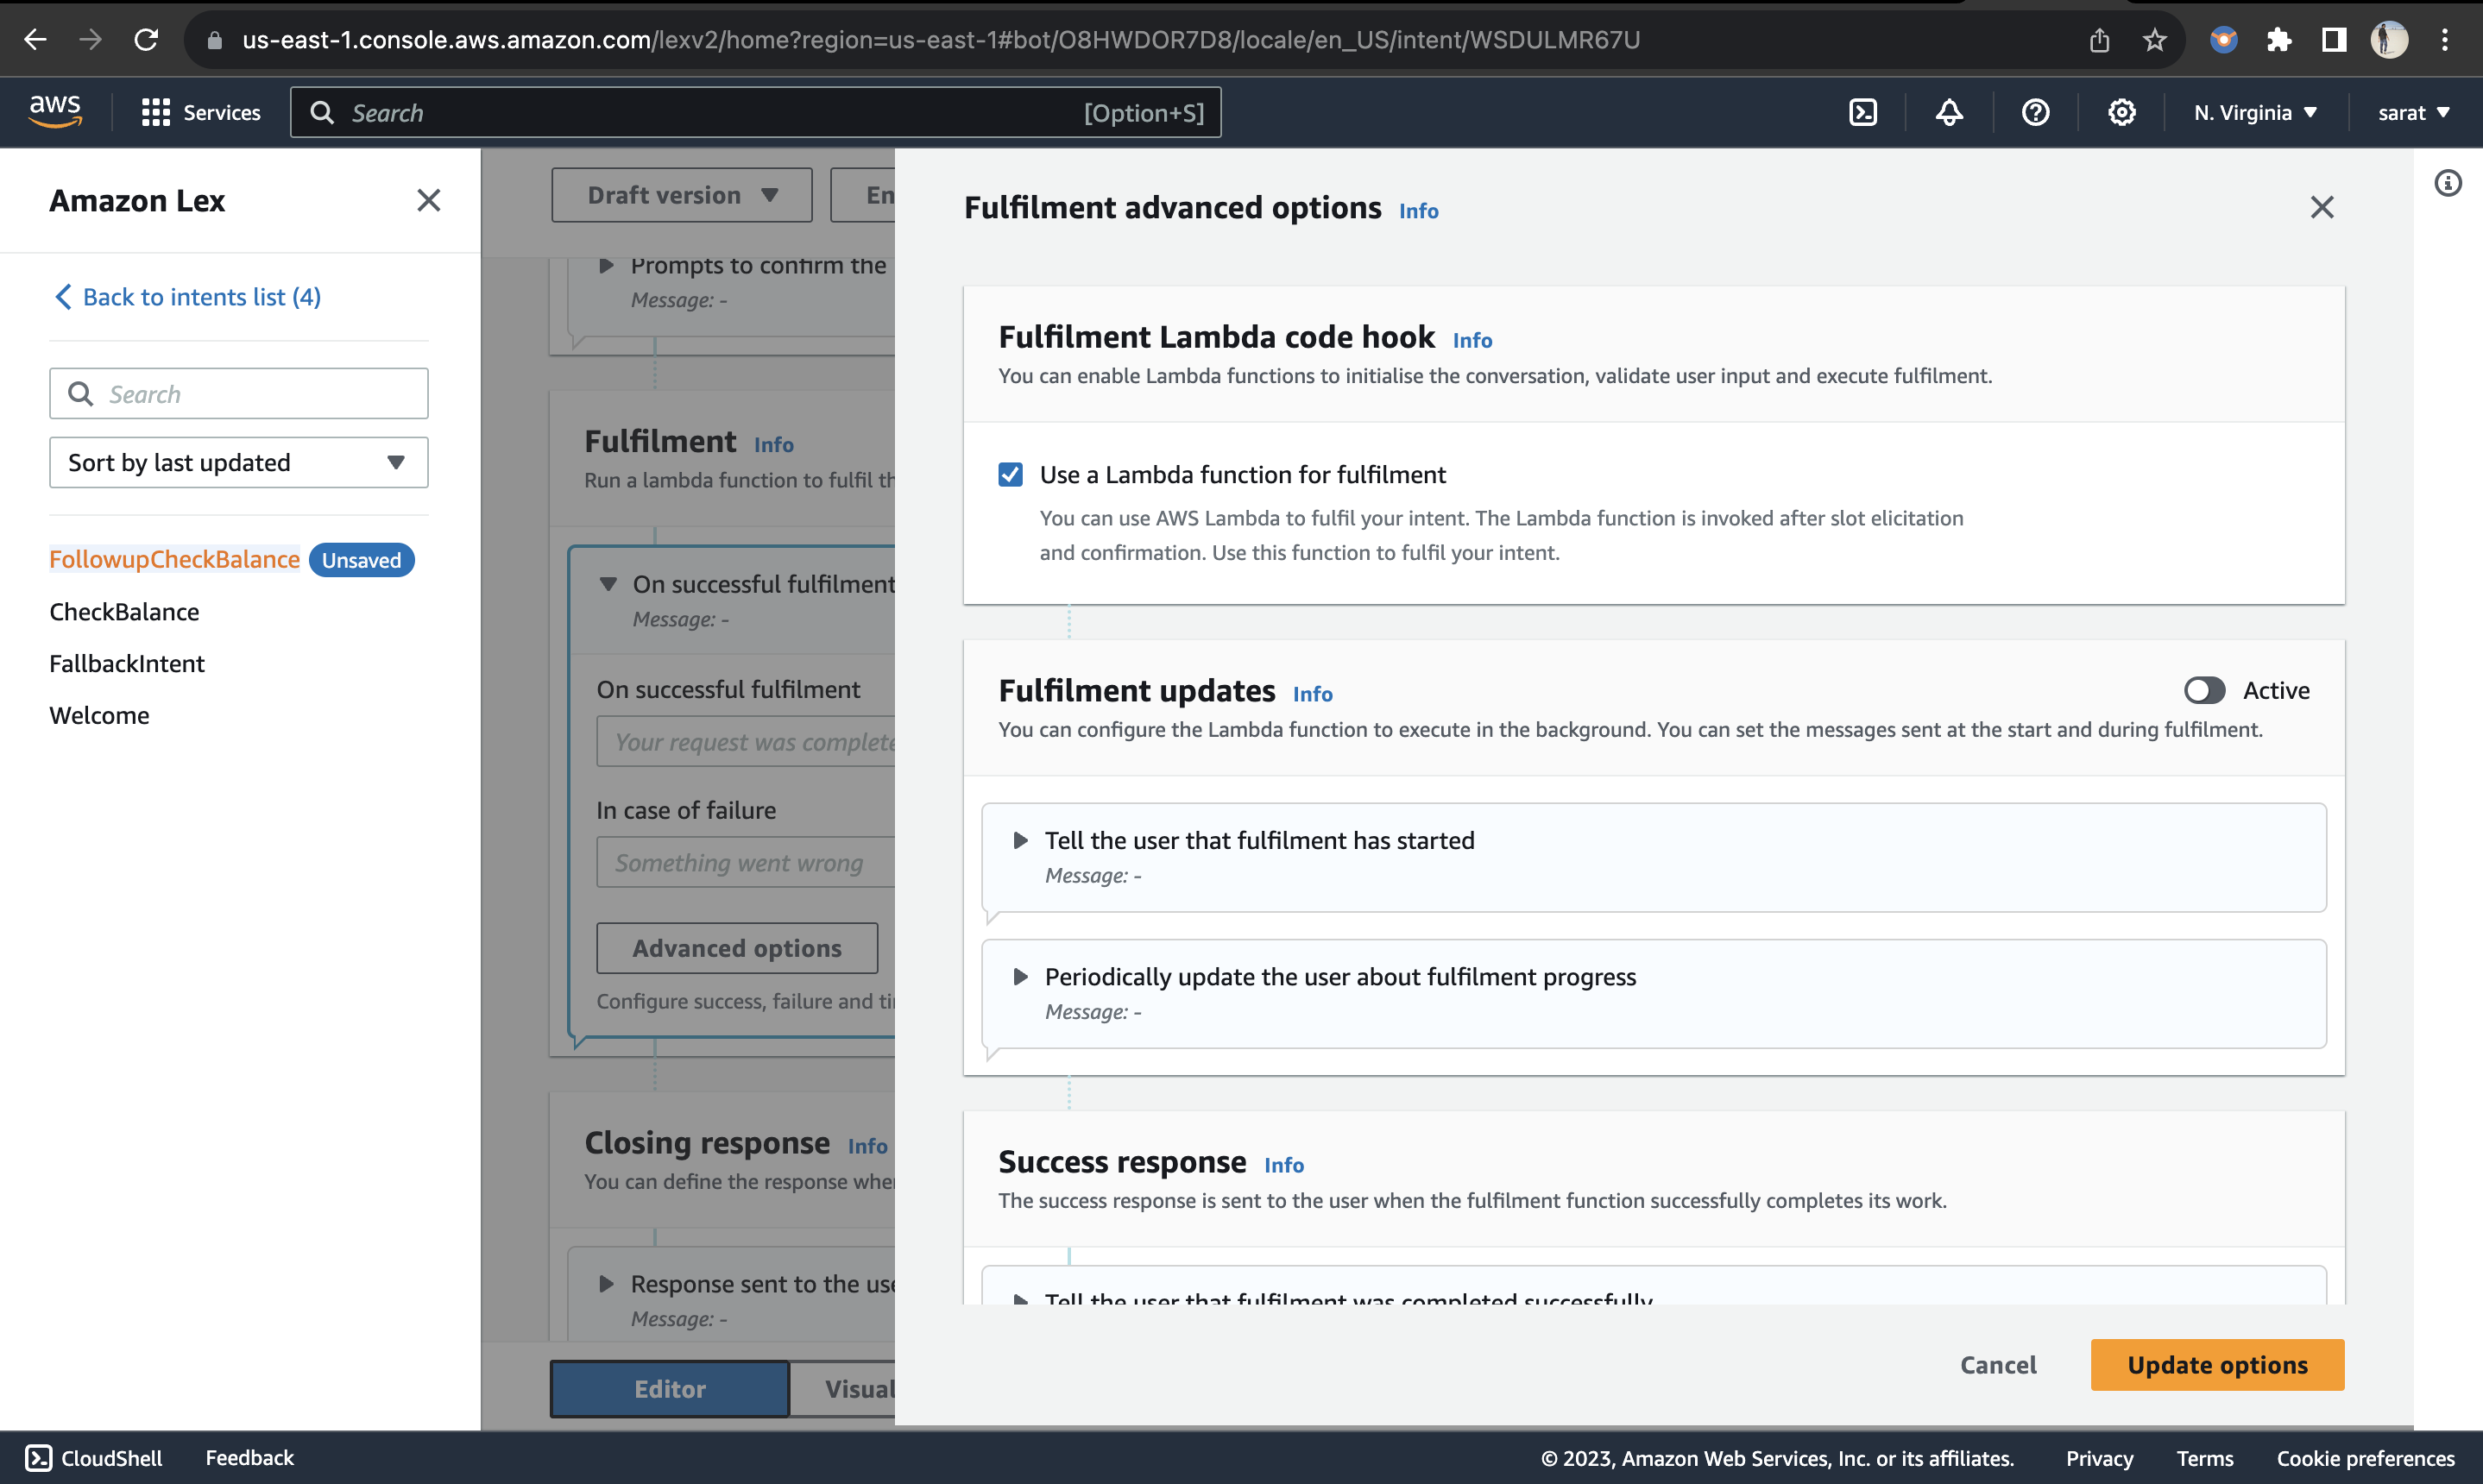 us-east-1.console.aws.amazon.com/lexv2/home?region=us-east-1#bot/O8HWDOR7D8/locale/en_US/intent/WSDULMR67U
aws
Services
Search
[Option+S]
N. Virginia
sarat
Amazon Lex
Back to intents list (4)
Search
Sort by last updated
FollowupCheckBalance
Unsaved
CheckBalance
FallbackIntent
Welcome
Draft version
En
Prompts to confirm the
Message: -
Fulfilment Info
Run a lambda function to fulfil th
On successful fulfilment
Message: -
On successful fulfilment
Your request was complete
In case of failure
Something went wrong
Advanced options
Configure success, failure and ti
Closing response Info
You can define the response when
Response sent to the use
Message: -
Editor
Visual
Fulfilment advanced options Info
Fulfilment Lambda code hook Info
You can enable Lambda functions to initialise the conversation, validate user input and execute fulfilment.
Use a Lambda function for fulfilment
You can use AWS Lambda to fulfil your intent. The Lambda function is invoked after slot elicitation
and confirmation. Use this function to fulfil your intent.
Fulfilment updates Info
Active
You can configure the Lambda function to execute in the background. You can set the messages sent at the start and during fulfilment.
Tell the user that fulfilment has started
Message: -
Periodically update the user about fulfilment progress
Message: -
Success response Info
The success response is sent to the user when the fulfilment function successfully completes its work.
Tell the user that fulfilment was completed successfully
Cancel
Update options
CloudShell
Feedback
© 2023, Amazon Web Services, Inc. or its affiliates.
Privacy
Terms
Cookie preferences